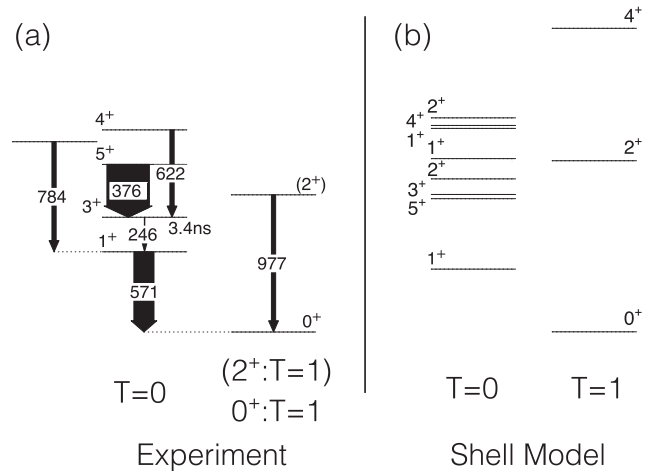 (a)
4⁺
5⁺
784
376
622
(2⁺)
3⁺
3.4ns
246
1⁺
977
571
0⁺
(2⁺:T=1)
T=0
0⁺:T=1
Experiment
(b)
4⁺
2⁺
4⁺
1⁺
2⁺
1⁺
2⁺
3⁺
5⁺
1⁺
0⁺
T=0
T=1
Shell Model